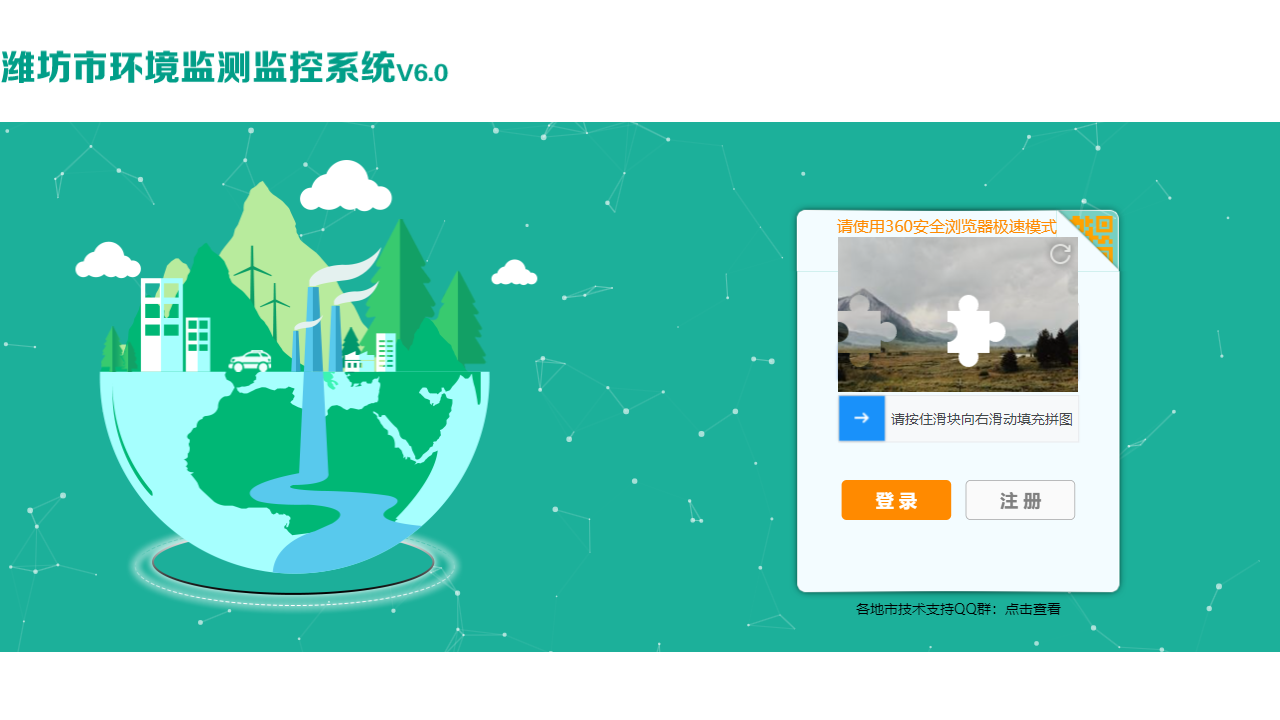 潍坊市环境监测监控系统V6.0
请使用360安全浏览器极速模式
请按住滑块向右滑动填充拼图
登录
注册
各地市技术支持QQ群：点击查看